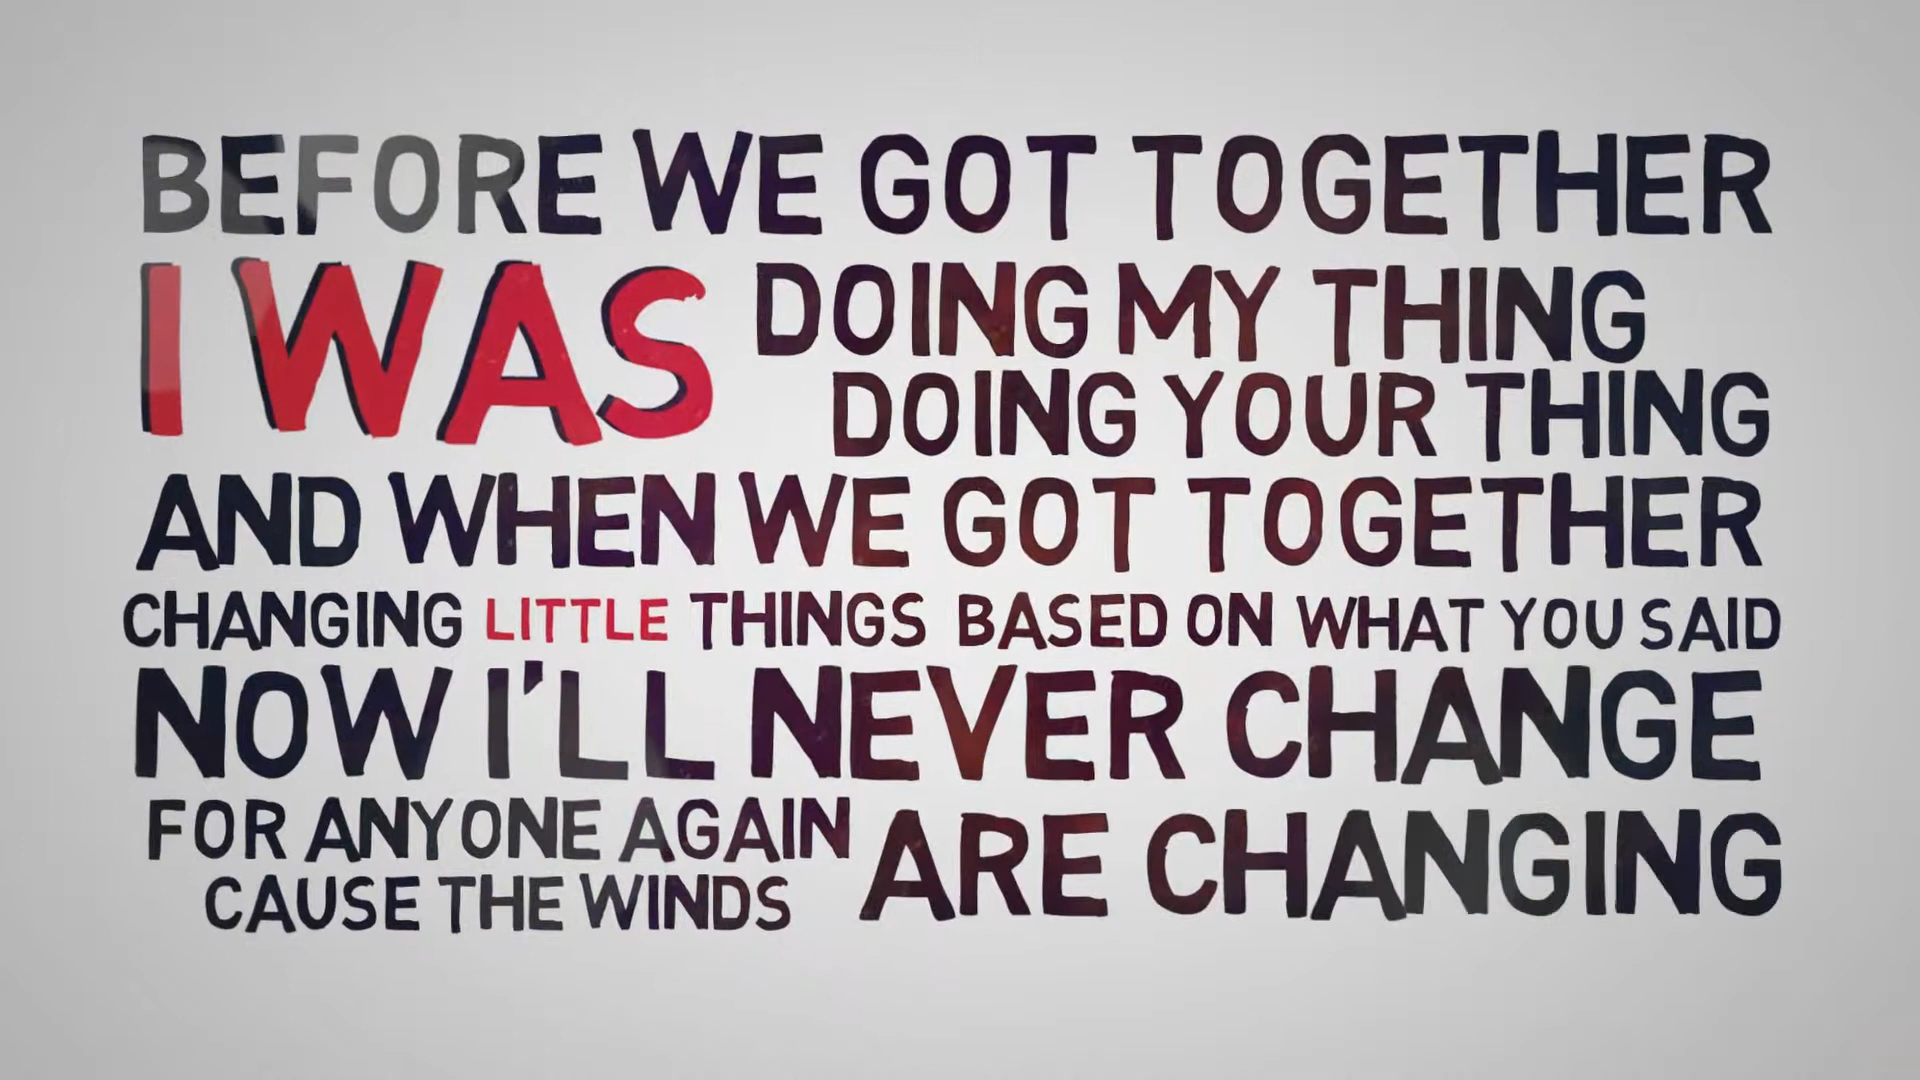 BEFORE WE GOT TOGETHER
I WAS DOING MY THING
DOING YOUR THING
AND WHEN WE GOT TOGETHER
CHANGING LITTLE THINGS BASED ON WHAT YOU SAID
NOW I'LL NEVER CHANGE
FOR ANYONE AGAIN
CAUSE THE WINDS ARE CHANGING